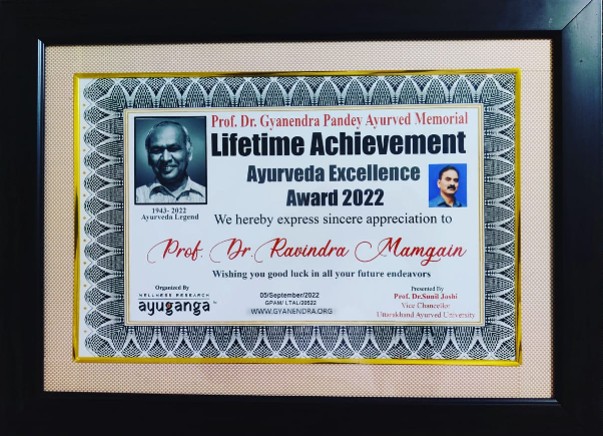 Prof. Dr. Gyanendra Pandey Ayurved Memorial
Lifetime Achievement
Ayurveda Excellence
Award 2022
1943- 2022
Ayurveda Legend
We hereby express sincere appreciation to
Prof. Dr. Ravindra Mamgain
Wishing you good luck in all your future endeavors
Organized By
WELLNESS RESEARCH
ayuganga
05/September/2022
GPAM/ LTAL/20522
WWW.GYANENDRA.ORG
Presented By
Prof. Dr.Sunil Joshi
Vice Chancellor
Uttarakhand Ayurved University